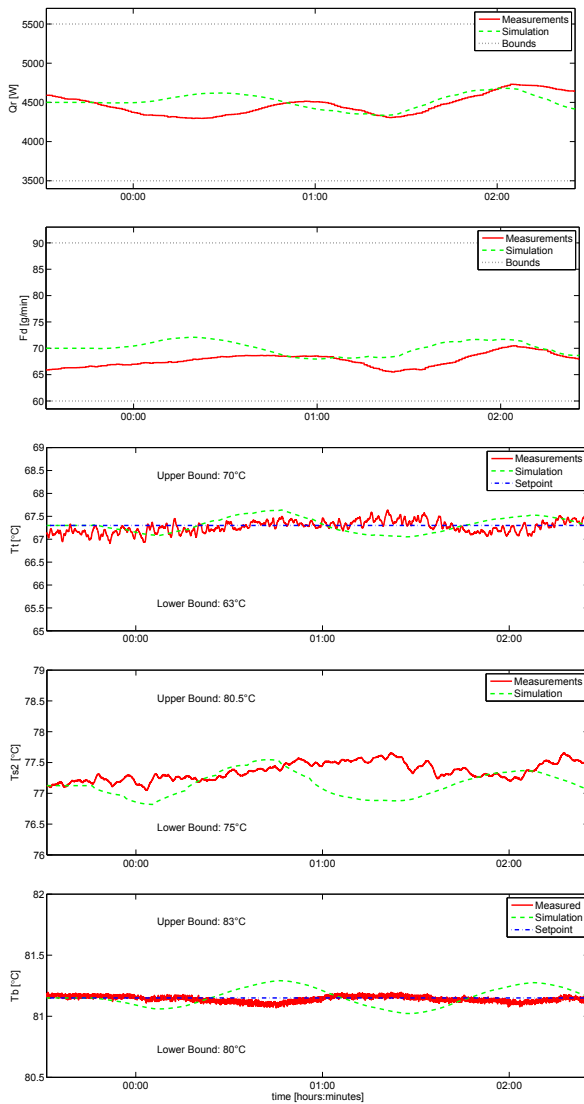 5500
5000
4500
4000
3500
Qr [W]
Measurements
Simulation
Bounds
00:00
01:00
02:00
90
85
80
75
70
65
60
Fd [g/min]
Measurements
Simulation
Bounds
00:00
01:00
02:00
69
68.5
68
67.5
67
66.5
66
65.5
65
T1 [°C]
Upper Bound: 70°C
Lower Bound: 63°C
Measurements
Simulation
Setpoint
00:00
01:00
02:00
79
78.5
78
77.5
77
76.5
76
Ts2 [°C]
Upper Bound: 80.5°C
Lower Bound: 75°C
Measurements
Simulation
00:00
01:00
02:00
82
81.5
81
80.5
Tb [°C]
Upper Bound: 83°C
Lower Bound: 80°C
Measured
Simulation
Setpoint
00:00
01:00
02:00
time [hours:minutes]